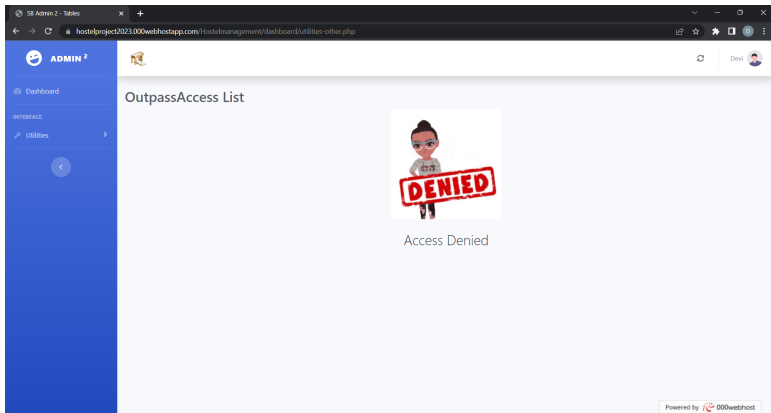 SB Admin 2 - Tables
hostelproject2023.000webhostapp.com/Hostelmanagement/dashboard/utilities-other.php
ADMIN 2
Devi
Dashboard
OutpassAccess List
INTERFACE
Utilities
DENIED
Access Denied
Powered by 000webhost